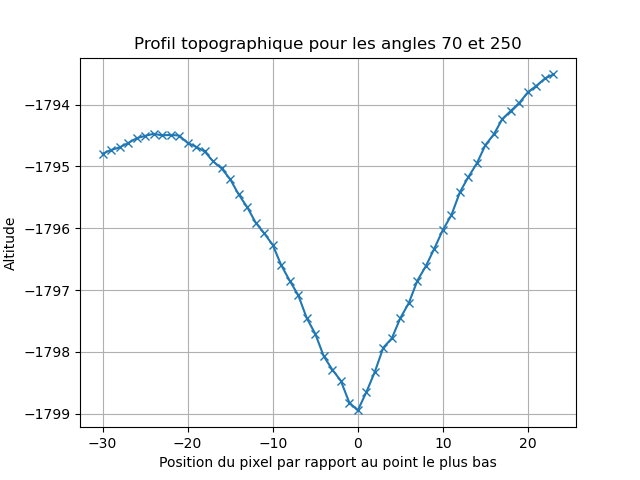 Profil topographique pour les angles 70 et 250
Altitude
−1794
−1795
−1796
−1797
−1798
−1799
−30 −20 −10 0 10 20
Position du pixel par rapport au point le plus bas